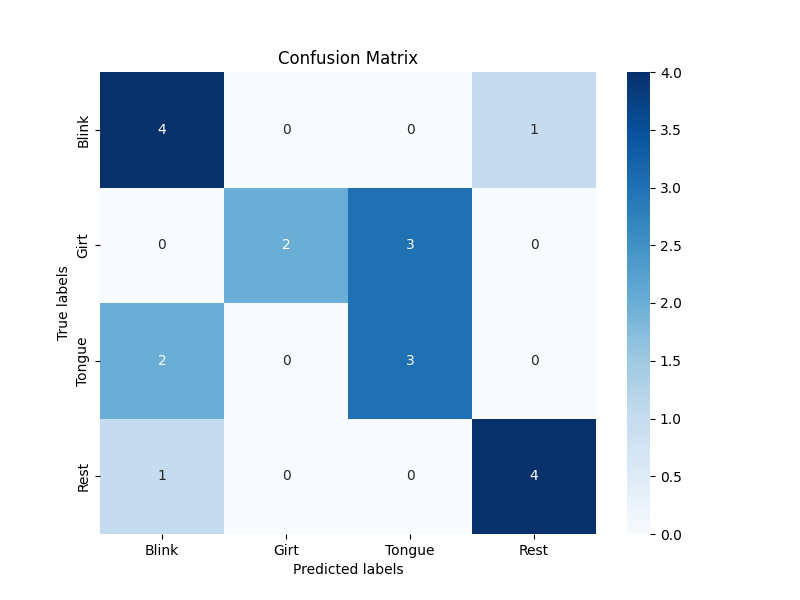 Confusion Matrix
Blink 4 0 0 1
Girt 0 2 3 0
Tongue 2 0 3 0
Rest 1 0 0 4
Blink Girt Tongue Rest
Predicted labels
True labels
4.0
3.5
3.0
2.5
2.0
1.5
1.0
0.5
0.0